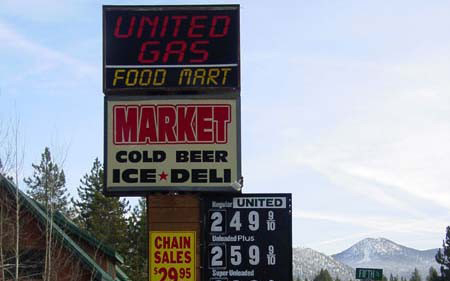 UNITED
GAS
FOOD MART
MARKET
COLD BEER
ICE★DELI
Regular UNITED
2 49 9/10
Unleaded Plus
2 59 9/10
Super Unleaded
CHAIN
SALES
$29.95
FIFTH